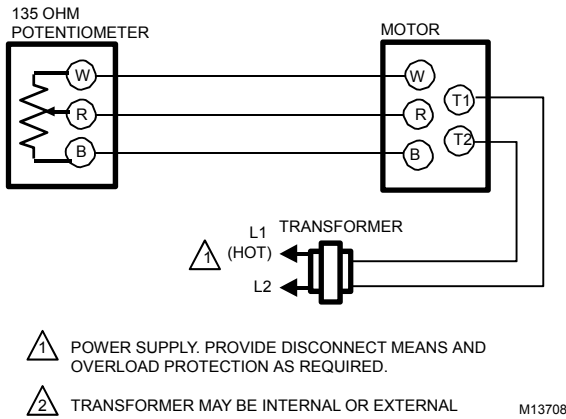 135 OHM
POTENTIOMETER
MOTOR
W
W
T1
R
R
T2
B
B
L1
TRANSFORMER
1
(HOT)
L2
1
POWER SUPPLY. PROVIDE DISCONNECT MEANS AND
OVERLOAD PROTECTION AS REQUIRED.
2
TRANSFORMER MAY BE INTERNAL OR EXTERNAL
M13708